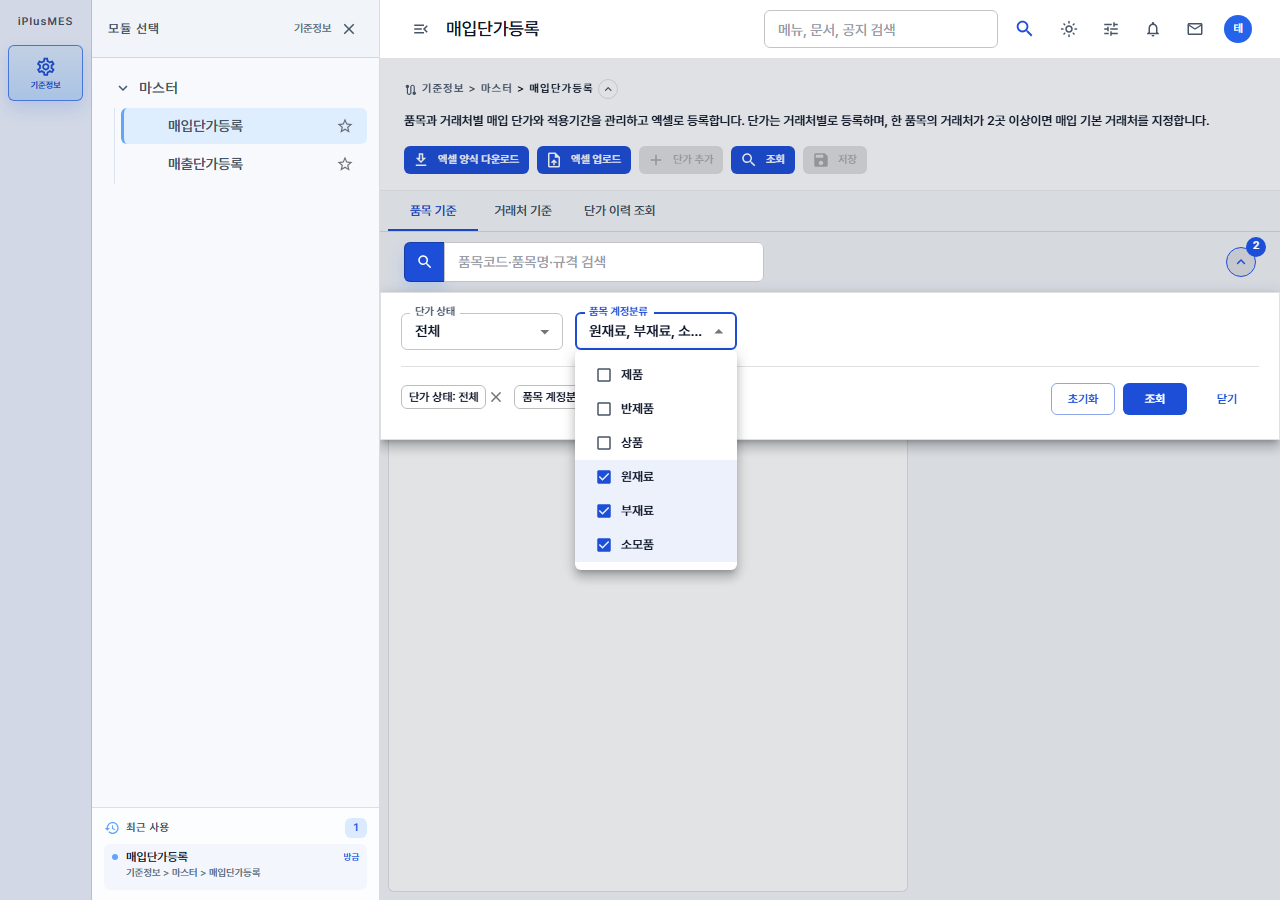 iPlusMES
기준정보
모듈 선택
기준정보
마스터
매입단가등록
매출단가등록
최근 사용
1
매입단가등록
방금
기준정보 > 마스터 > 매입단가등록
매입단가등록
메뉴, 문서, 공지 검색
테
기준정보 > 마스터 > 매입단가등록
품목과 거래처별 매입 단가와 적용기간을 관리하고 엑셀로 등록합니다. 단가는 거래처별로 등록하며, 한 품목의 거래처가 2곳 이상이면 매입 기본 거래처를 지정합니다.
엑셀 양식 다운로드
엑셀 업로드
단가 추가
조회
저장
품목 기준
거래처 기준
단가 이력 조회
품목코드·품목명·규격 검색
2
단가 상태
전체
품목 계정분류
원재료, 부재료, 소...
단가 상태: 전체
품목 계정분
초기화
조회
닫기
제품
반제품
상품
원재료
부재료
소모품